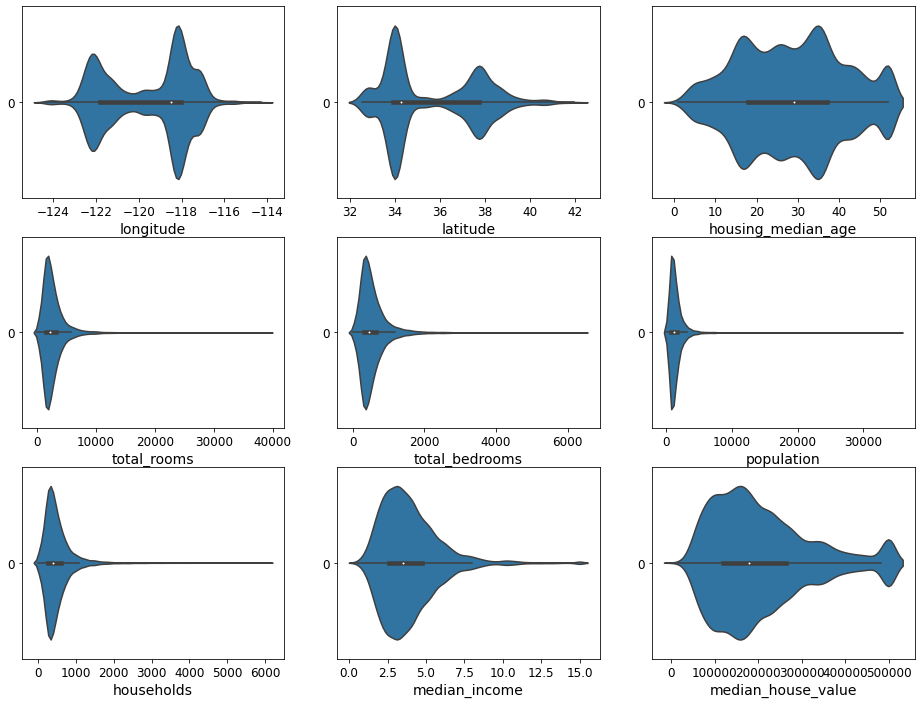 0 0 0
−124 −122 −120 −118 −116 −114 32 34 36 38 40 42 0 10 20 30 40 50
longitude latitude housing_median_age
0 0 0
0 10000 20000 30000 40000 0 2000 4000 6000 0 10000 20000 30000
total_rooms total_bedrooms population
0 0 0
0 1000 2000 3000 4000 5000 6000 0.0 2.5 5.0 7.5 10.0 12.5 15.0 0 100000 200000 300000 400000 500000
households median_income median_house_value